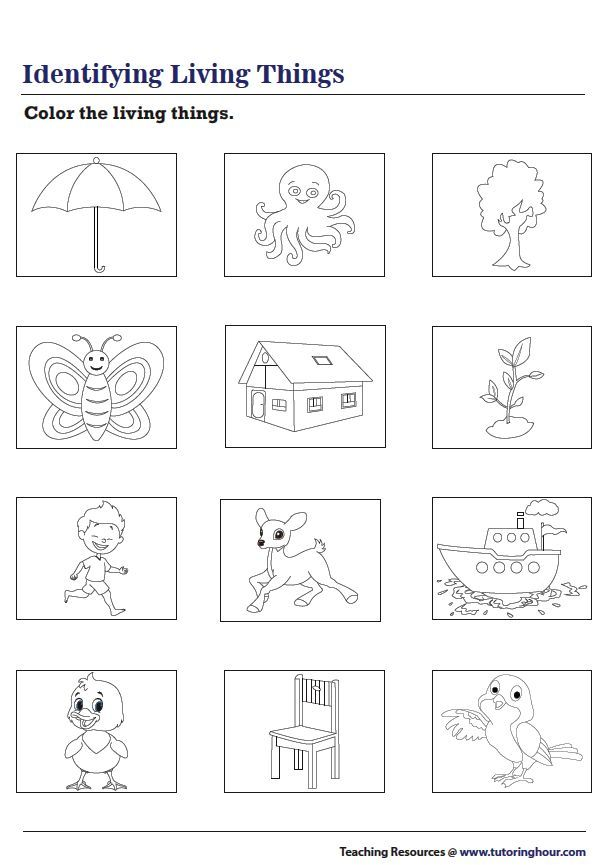 Identifying Living Things
Color the living things.
Teaching Resources @ www.tutoringhour.com